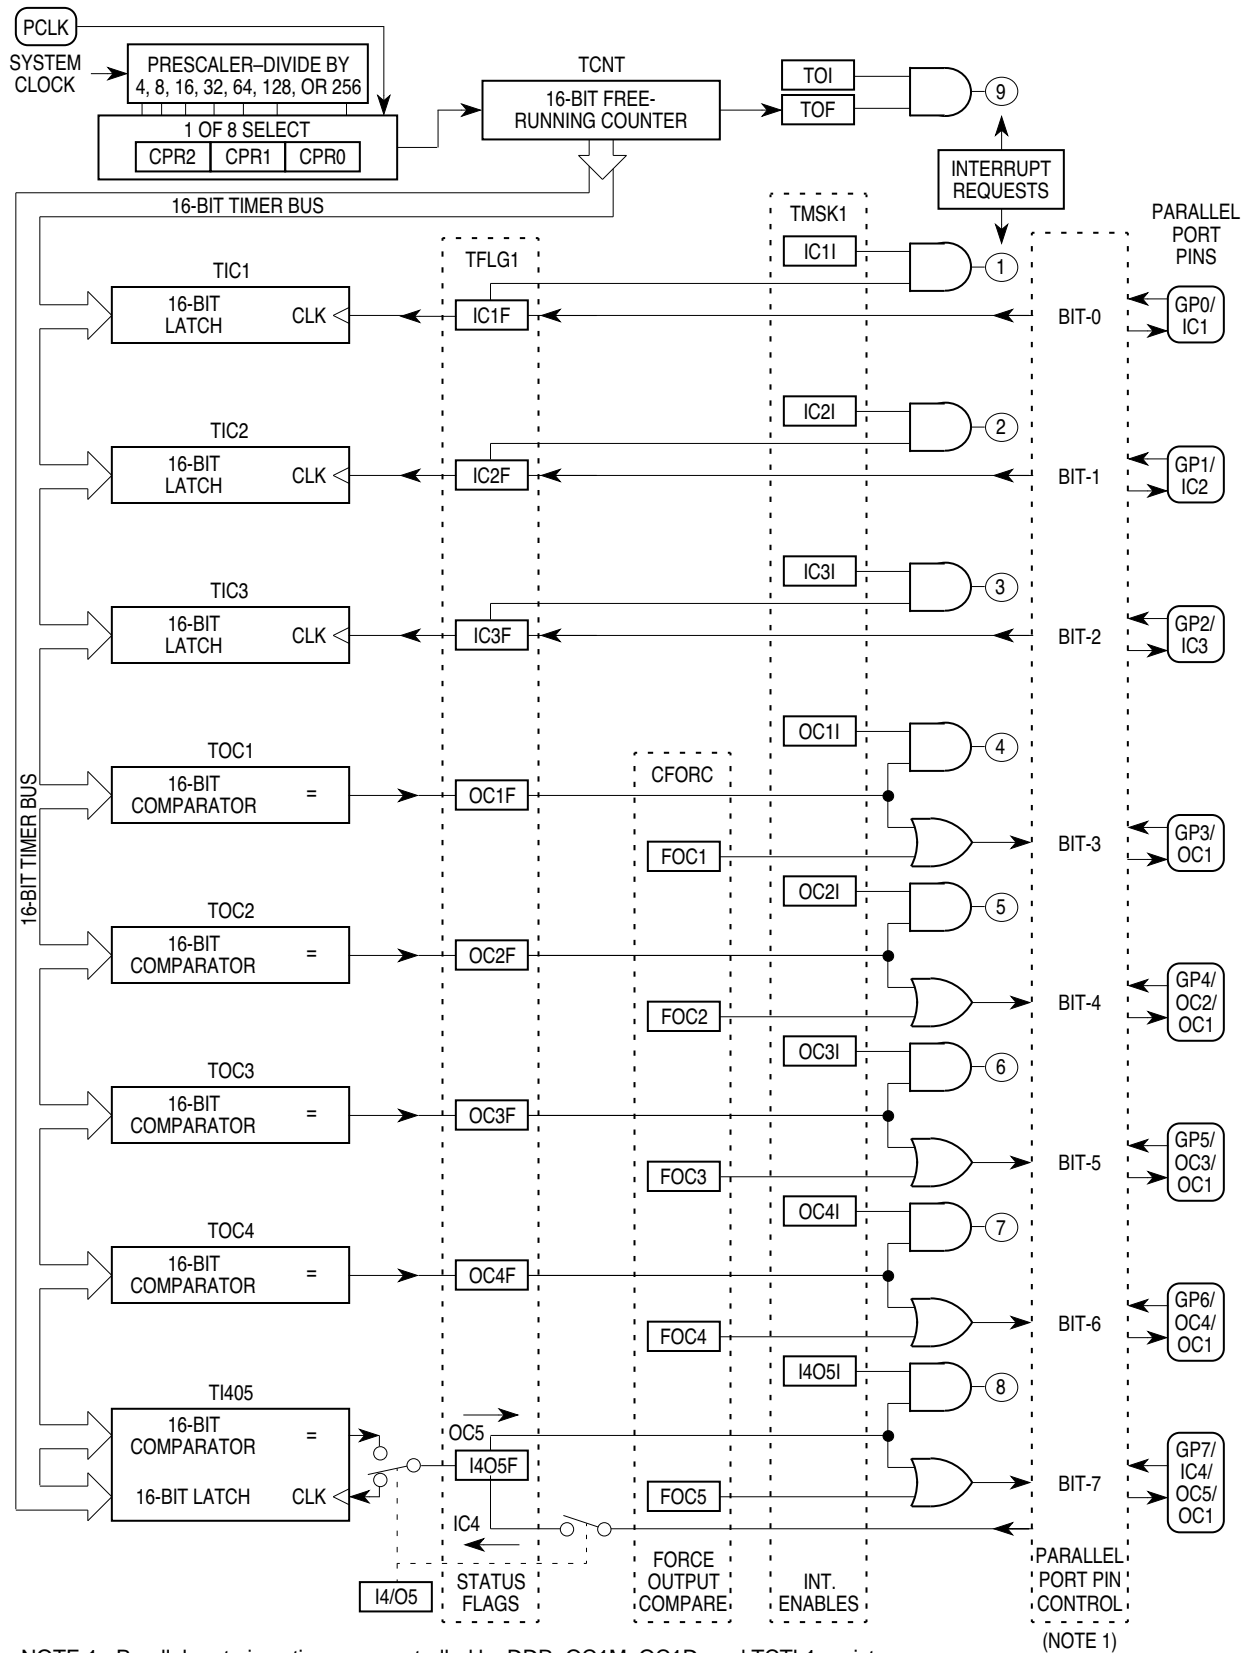 PCLK
SYSTEM
CLOCK
PRESCALER–DIVIDE BY
4, 8, 16, 32, 64, 128, OR 256
1 OF 8 SELECT
CPR2 CPR1 CPR0
TCNT
16-BIT FREE-
RUNNING COUNTER
TOI
TOF
9
INTERRUPT
REQUESTS
16-BIT TIMER BUS
16-BIT TIMER BUS
TFLG1
TMSK1
PARALLEL
PORT
PINS
TIC1
16-BIT
LATCH
CLK
IC1F
IC1I
1
BIT-0
GP0/
IC1
TIC2
16-BIT
LATCH
CLK
IC2F
IC2I
2
BIT-1
GP1/
IC2
TIC3
16-BIT
LATCH
CLK
IC3F
IC3I
3
BIT-2
GP2/
IC3
TOC1
16-BIT
COMPARATOR
=
OC1F
CFORC
FOC1
OC1I
4
BIT-3
GP3/
OC1
TOC2
16-BIT
COMPARATOR
=
OC2F
FOC2
OC2I
5
BIT-4
GP4/
OC2/
OC1
TOC3
16-BIT
COMPARATOR
=
OC3F
FOC3
OC3I
6
BIT-5
GP5/
OC3/
OC1
TOC4
16-BIT
COMPARATOR
=
OC4F
FOC4
OC4I
7
BIT-6
GP6/
OC4/
OC1
TI405
16-BIT
COMPARATOR
=
16-BIT LATCH CLK
OC5
I4O5F
IC4
FOC5
I4O5I
8
BIT-7
GP7/
IC4/
OC5/
OC1
I4/O5
STATUS
FLAGS
FORCE
OUTPUT
COMPARE
INT.
ENABLES
PARALLEL
PORT PIN
CONTROL
(NOTE 1)